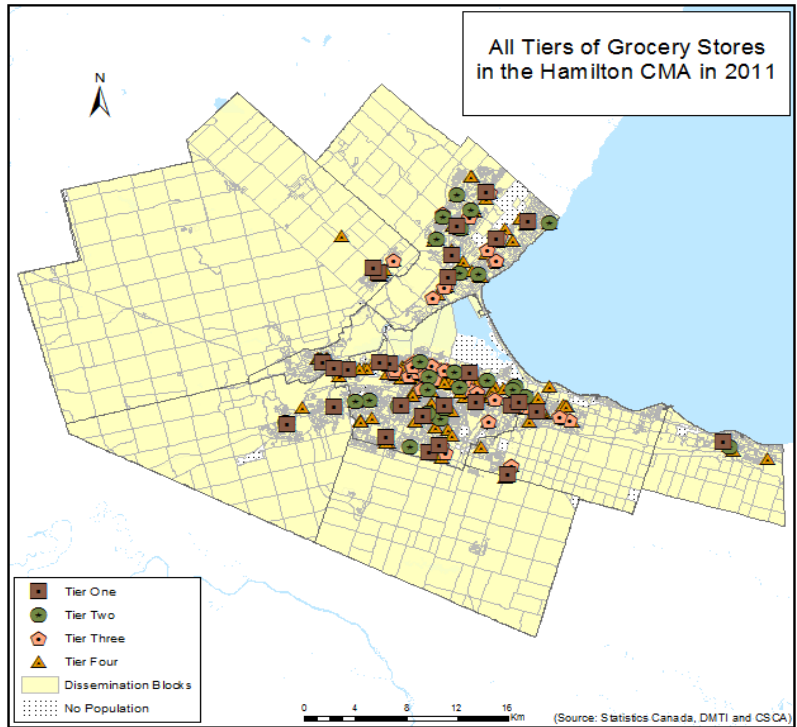 All Tiers of Grocery Stores
in the Hamilton CMA in 2011
N
Tier One
Tier Two
Tier Three
Tier Four
Dissemination Blocks
No Population
0 4 8 12 16
Km
(Source: Statistics Canada, DMTI and CSCA)